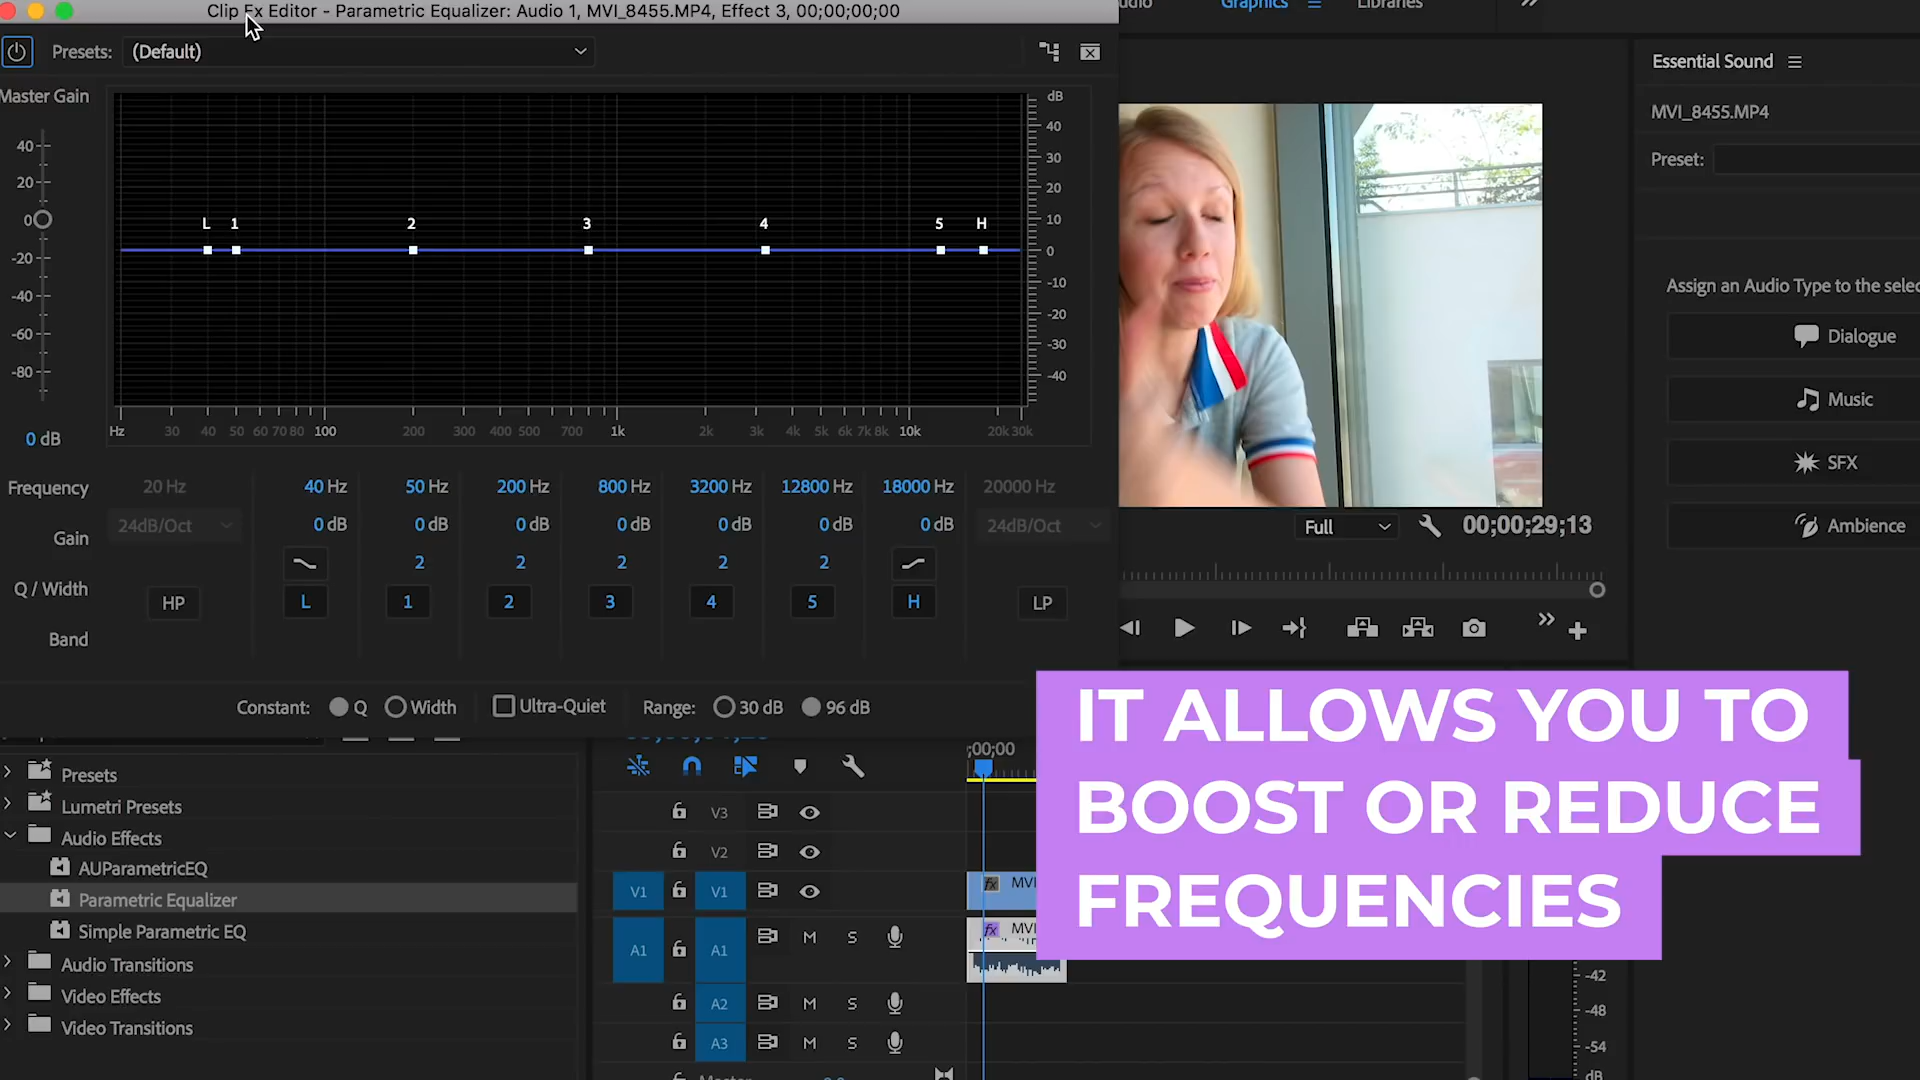 Clip Fx Editor - Parametric Equalizer: Audio 1, MVI_8455.MP4, Effect 3, 00;00;00;00
Graphics
Libraries
Presets: (Default)
Essential Sound
Master Gain
dB
40 20 0 -20 -40 -60 -80
L 1 2 3 4 5 H
40 30 20 10 0 -10 -20 -30 -40
MVI_8455.MP4
Preset:
0 dB
Hz 30 40 50 60 70 80 100 200 300 400 500 700 1k 2k 3k 4k 5k 6k 7k 8k 10k 20k 30k
Assign an Audio Type to the selec
Dialogue
Music
SFX
Ambience
Frequency 20 Hz 40 Hz 50 Hz 200 Hz 800 Hz 3200 Hz 12800 Hz 18000 Hz 20000 Hz
Gain 24dB/Oct 0 dB 0 dB 0 dB 0 dB 0 dB 0 dB 0 dB 24dB/Oct
Q / Width 2 2 2 2 2
Band HP L 1 2 3 4 5 H LP
Full 00;00;29;13
Constant: Q Width Ultra-Quiet Range: 30 dB 96 dB
IT ALLOWS YOU TO
BOOST OR REDUCE
FREQUENCIES
Presets
Lumetri Presets
Audio Effects
AUParametricEQ
Parametric Equalizer
Simple Parametric EQ
Audio Transitions
Video Effects
Video Transitions
;00;00
V3
V2
V1 V1 fx MVI
A1 A1 M S fx MVI
A2 M S
A3 M S
-42
-48
-54
dB